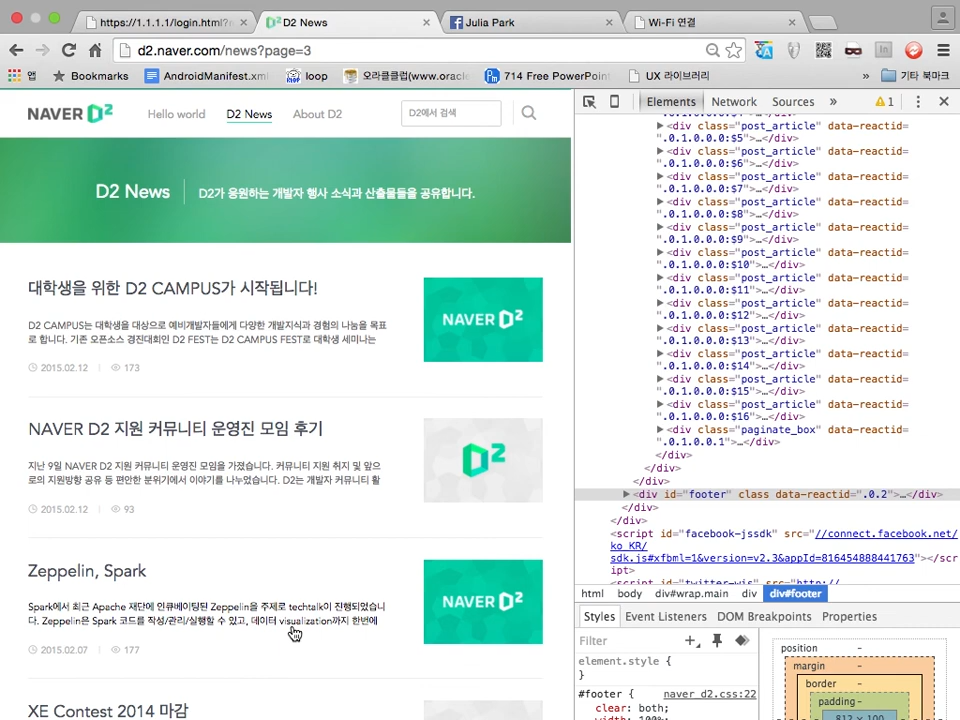 https://1.1.1.1/login.html?
D2 News
Julia Park
Wi-Fi 연결
d2.naver.com/news?page=3
앱
Bookmarks
AndroidManifest.xml
loop
오라클클럽(www.oracle
714 Free PowerPoint
UX 라이브러리
»
기타 북마크
NAVER D2
Hello world
D2 News
About D2
D2에서 검색
D2 News
D2가 응원하는 개발자 행사 소식과 산출물들을 공유합니다.
대학생을 위한 D2 CAMPUS가 시작됩니다!
D2 CAMPUS는 대학생을 대상으로 예비개발자들에게 다양한 개발지식과 경험의 나눔을 목표
로 합니다. 기존 오픈소스 경진대회인 D2 FEST는 D2 CAMPUS FEST로 대학생 세미나는
2015.02.12 | 173
NAVER D2
NAVER D2 지원 커뮤니티 운영진 모임 후기
지난 9일 NAVER D2 지원 커뮤니티 운영진 모임을 가졌습니다. 커뮤니티 지원 취지 및 앞으
로의 지원방향 공유 등 편안한 분위기에서 이야기를 나누었습니다. D2는 개발자 커뮤니티 활
2015.02.12 | 93
D2
Zeppelin, Spark
Spark에서 최근 Apache 재단에 인큐베이팅된 Zeppelin을 주제로 techtalk이 진행되었습니
다. Zeppelin은 Spark 코드를 작성/관리/실행할 수 있고, 데이터 visualization까지 한번에
2015.02.07 | 177
NAVER D2
XE Contest 2014 마감
Elements Network Sources » 1
".0.1.0.0.0:$4">…</div>
<div class="post_article" data-reactid=
".0.1.0.0.0:$5">…</div>
<div class="post_article" data-reactid=
".0.1.0.0.0:$6">…</div>
<div class="post_article" data-reactid=
".0.1.0.0.0:$7">…</div>
<div class="post_article" data-reactid=
".0.1.0.0.0:$8">…</div>
<div class="post_article" data-reactid=
".0.1.0.0.0:$9">…</div>
<div class="post_article" data-reactid=
".0.1.0.0.0:$10">…</div>
<div class="post_article" data-reactid=
".0.1.0.0.0:$11">…</div>
<div class="post_article" data-reactid=
".0.1.0.0.0:$12">…</div>
<div class="post_article" data-reactid=
".0.1.0.0.0:$13">…</div>
<div class="post_article" data-reactid=
".0.1.0.0.0:$14">…</div>
<div class="post_article" data-reactid=
".0.1.0.0.0:$15">…</div>
<div class="post_article" data-reactid=
".0.1.0.0.0:$16">…</div>
<div class="paginate_box" data-reactid=
".0.1.0.0.1">…</div>
</div>
</div>
</div>
<div id="footer" class data-reactid=".0.2">…</div>
</div>
</div>
<script id="facebook-jssdk" src="//connect.facebook.net/
ko_KR/
sdk.js#xfbml=1&version=v2.3&appId=816454888441763"></scr
ipt>
<script id="twitter-wjs" src="http://
html body div#wrap.main div div#footer
Styles Event Listeners DOM Breakpoints Properties
Filter
element.style {
}
#footer { naver_d2.css:22
clear: both;
width: 100%
position -
margin -
border -
padding -
812 × 100